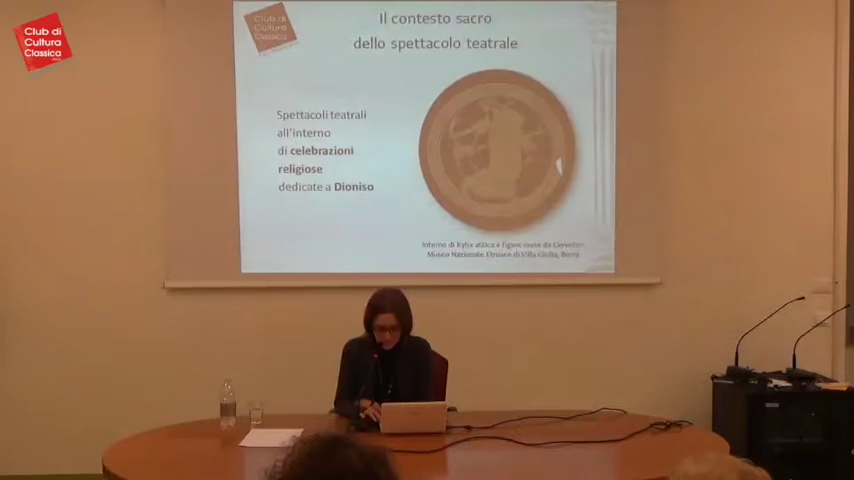 Club di
Cultura
Classica
Club di
Cultura
Classica
Il contesto sacro
dello spettacolo teatrale
Spettacoli teatrali
all'interno
di celebrazioni
religiose
dedicate a Dioniso
Interno di kylix attica a figure rosse da Cerveteri
Museo Nazionale Etrusco di Villa Giulia, Roma